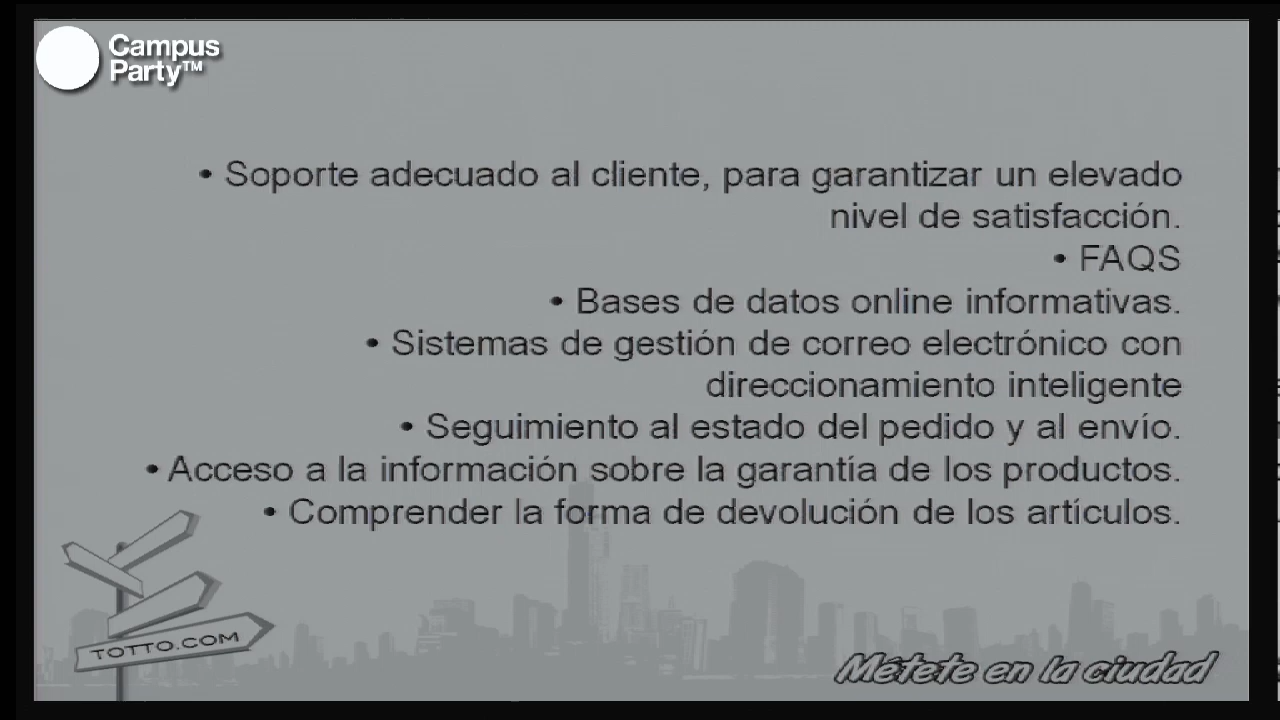 Campus
Party™
• Soporte adecuado al cliente, para garantizar un elevado
nivel de satisfacción.
• FAQS
• Bases de datos online informativas.
• Sistemas de gestión de correo electrónico con
direccionamiento inteligente
• Seguimiento al estado del pedido y al envío.
• Acceso a la información sobre la garantía de los productos.
• Comprender la forma de devolución de los artículos.
TOTTO.COM
Métete en la ciudad